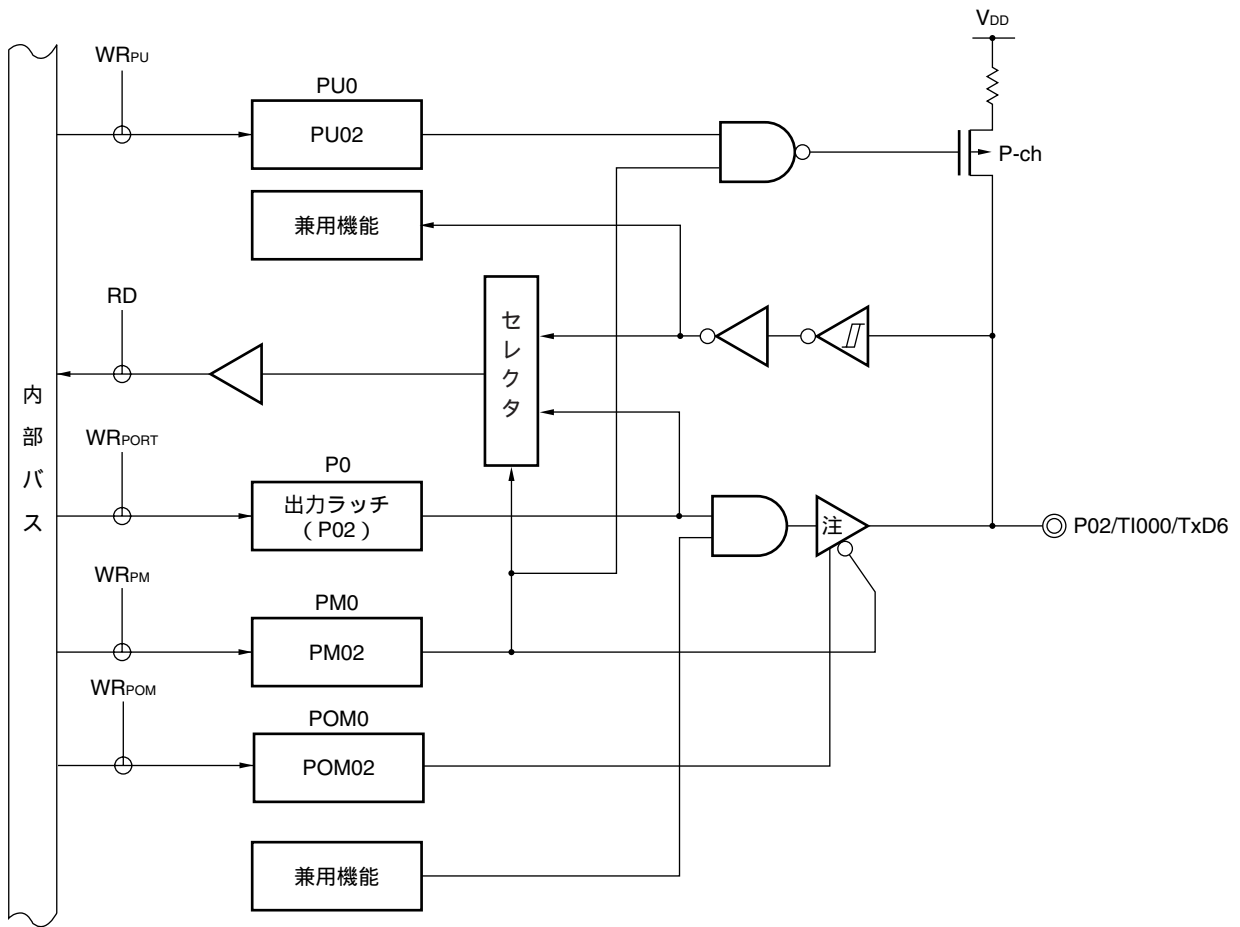 VDD
WRPU
PU0
PU02
P-ch
兼用機能
RD
セレクタ
内部バス
WRPORT
P0
出力ラッチ
（P02）
注
P02/TI000/TxD6
WRPM
PM0
PM02
WRPOM
POM0
POM02
兼用機能